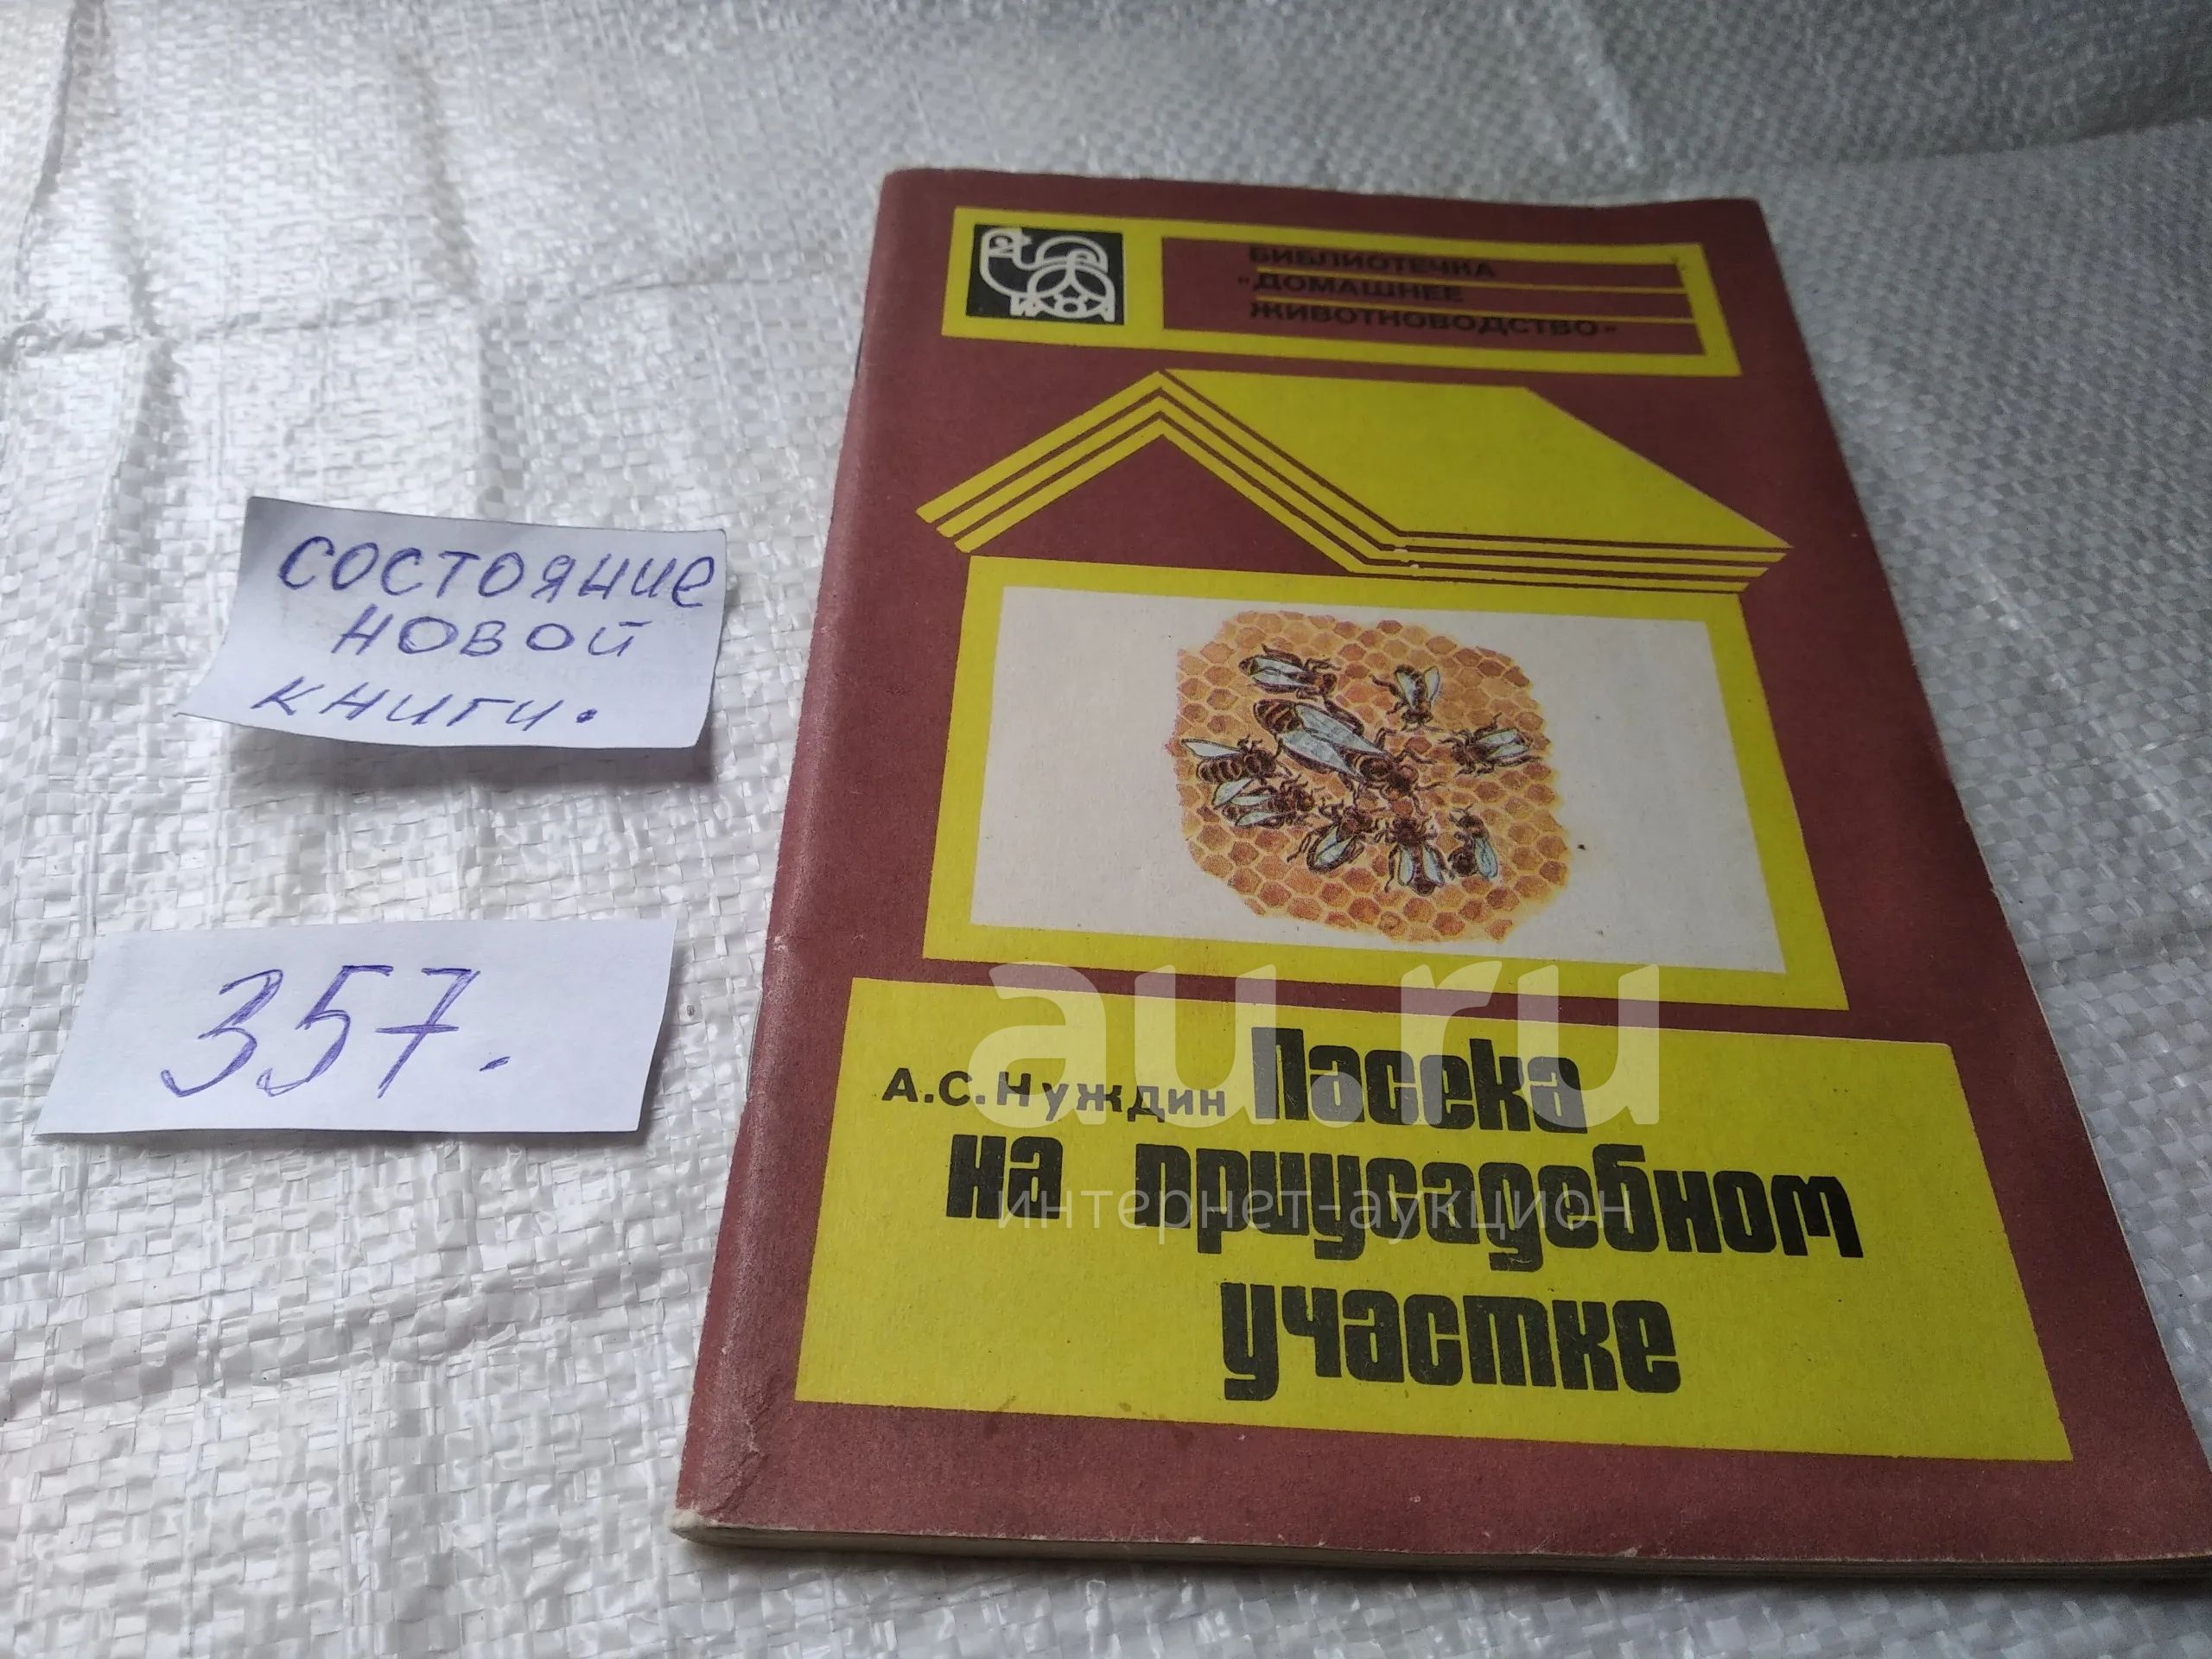 БИБЛИОТЕЧКА
"ДОМАШНЕЕ
ЖИВОТНОВОДСТВО"
СОСТОЯНИЕ
НОВОЙ
КНИГИ.
357.
А.С.Нуждин Пасека
на приусадебном
участке
au.ru
интернет-аукцион